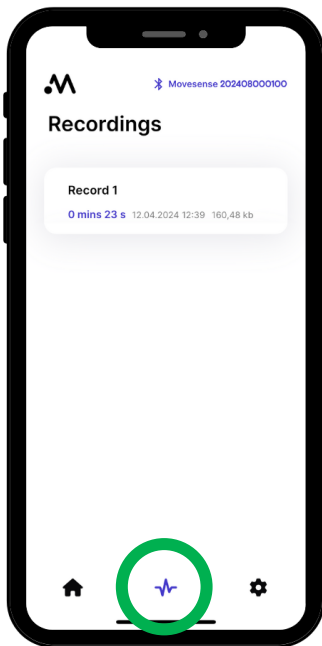 Movesense 202408000100
Recordings
Record 1
0 mins 23 s 12.04.2024 12:39 160,48 kb